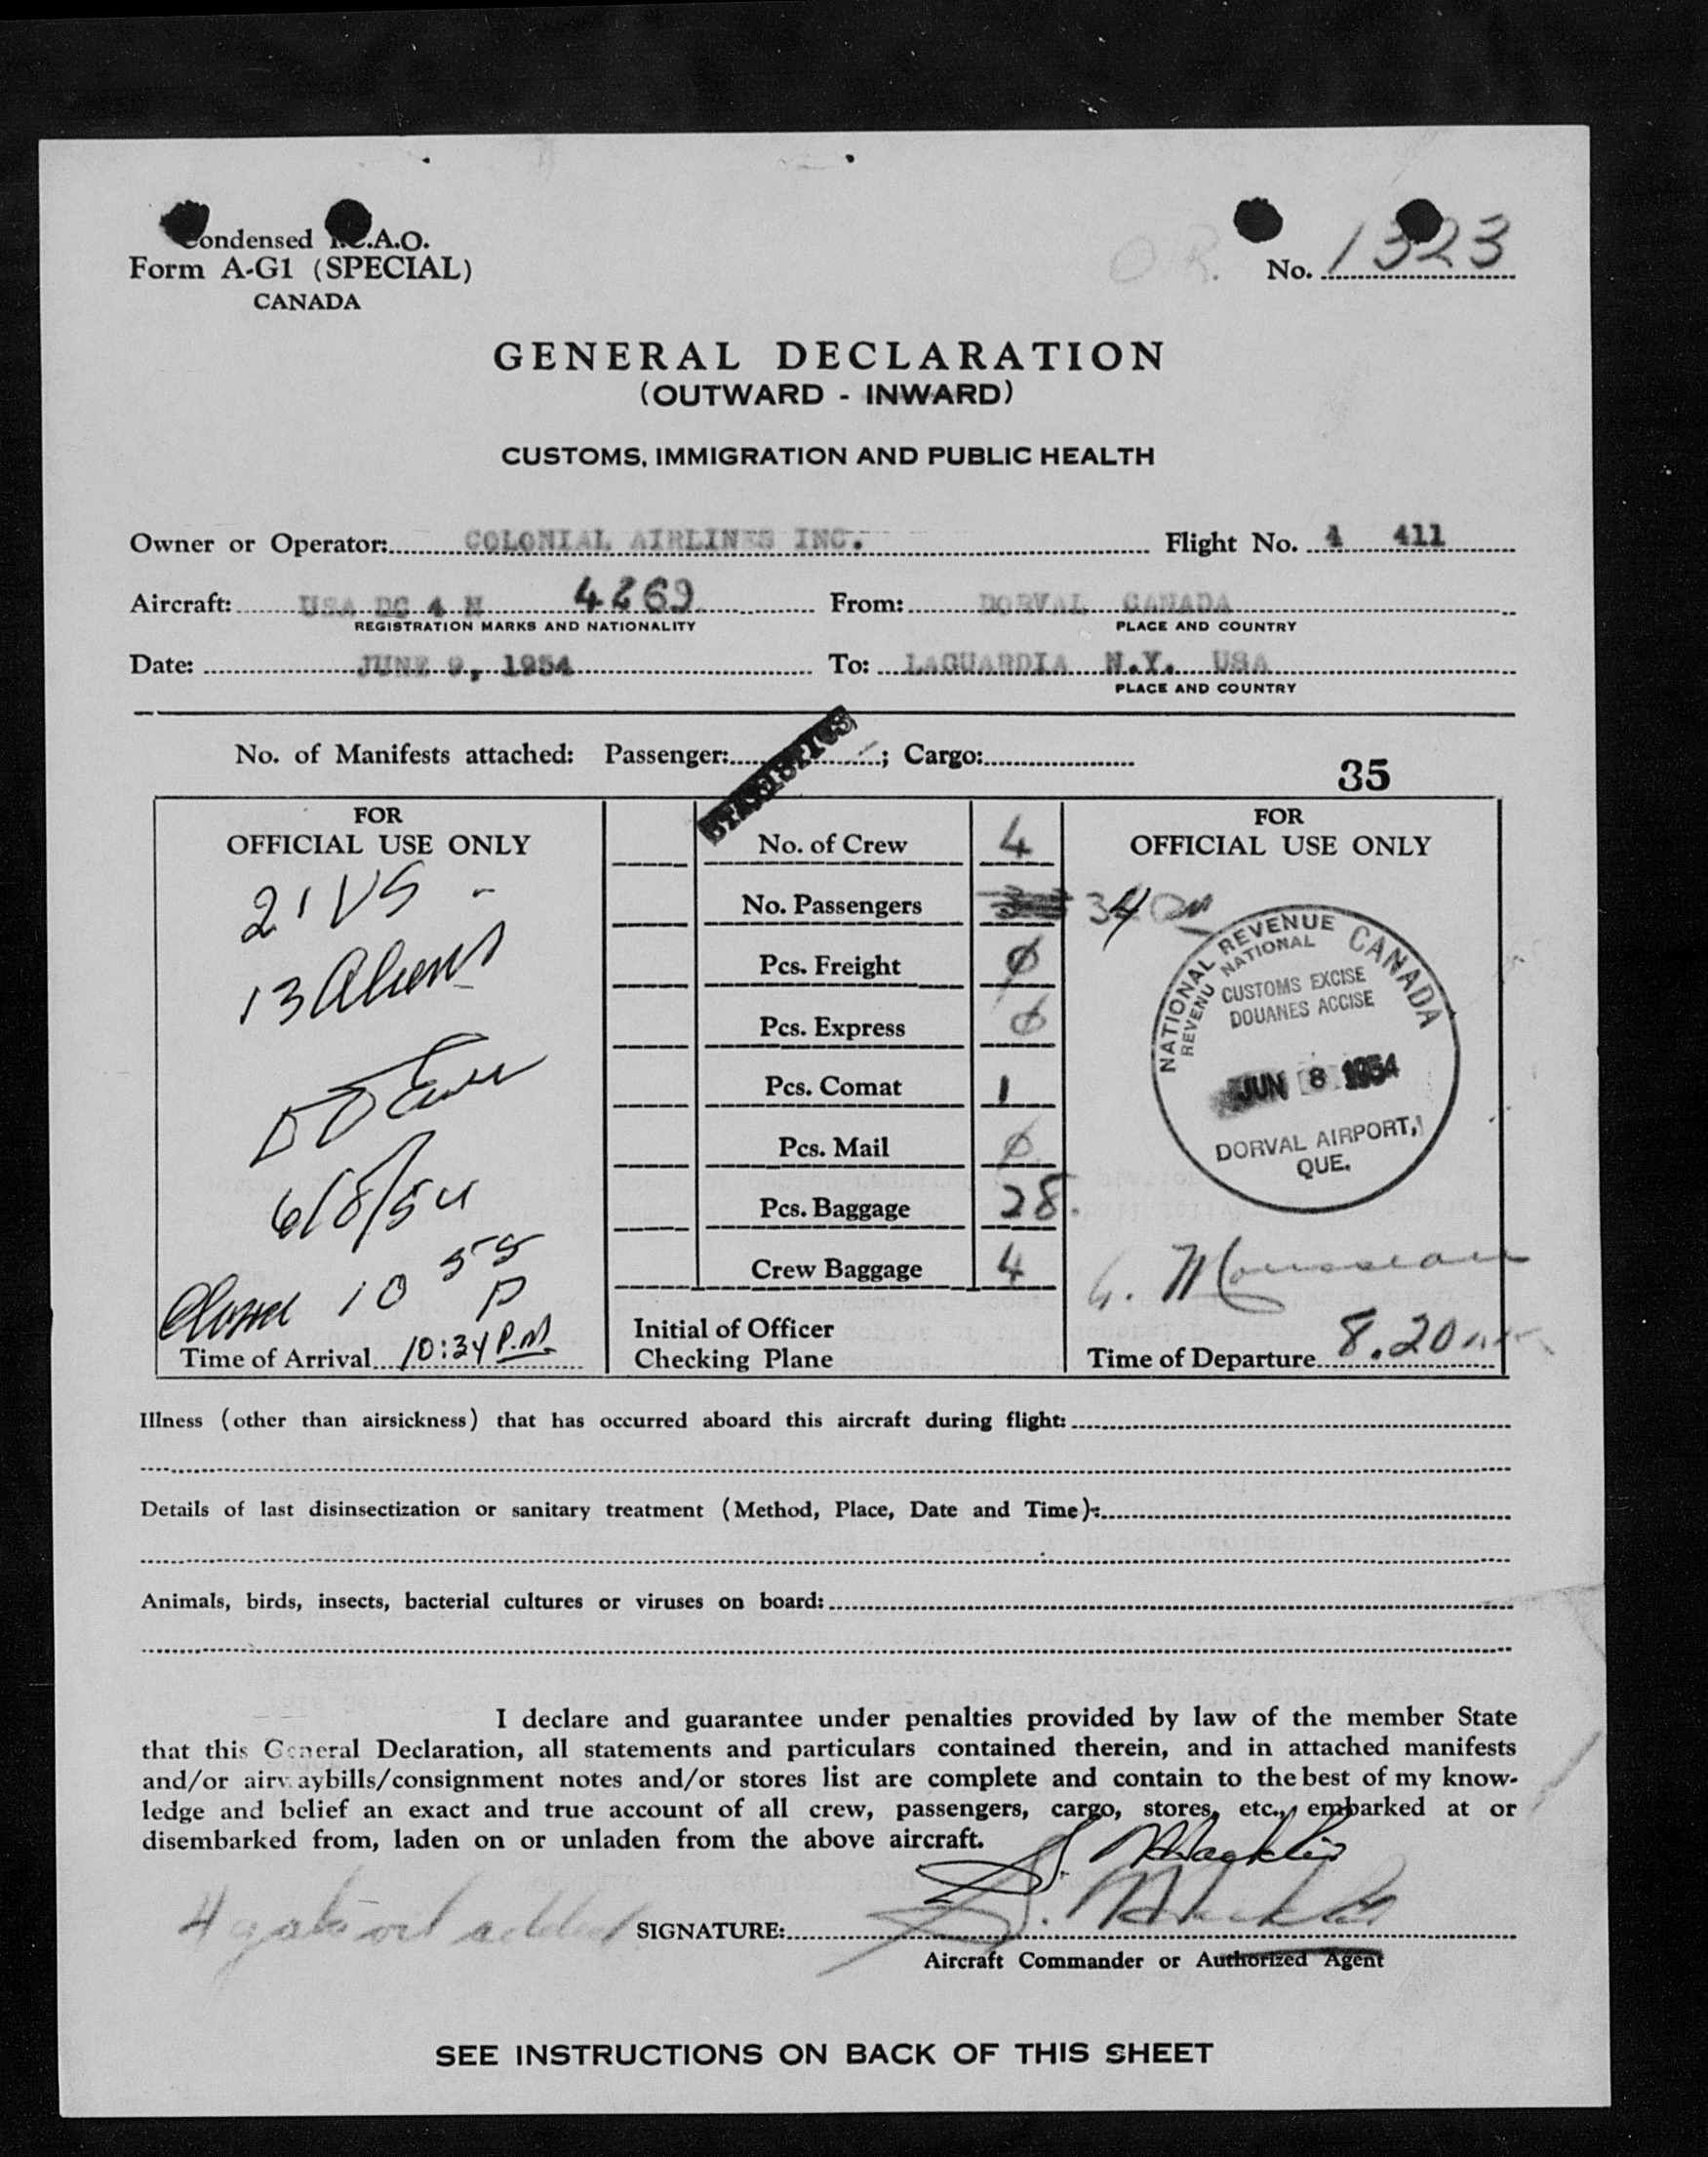 Condensed I.C.A.O.
Form A-G1 (SPECIAL)
CANADA
O.R.
No. 1323
GENERAL DECLARATION
(OUTWARD - INWARD)
CUSTOMS, IMMIGRATION AND PUBLIC HEALTH
Owner or Operator: COLONIAL AIRLINES INC. Flight No. 4 411
Aircraft: USA DC 4 N 4269 From: DORVAL CANADA
REGISTRATION MARKS AND NATIONALITY PLACE AND COUNTRY
Date: JUNE 9, 1954 To: LAGUARDIA N.Y. USA
PLACE AND COUNTRY
No. of Manifests attached: Passenger: ; Cargo:
STATISTICS
35
FOR
OFFICIAL USE ONLY
21 US -
13 Aliens
6/8/54
Closed 10 55 P
Time of Arrival 10:34 P.M.
No. of Crew 4
No. Passengers 34
Pcs. Freight ∅
Pcs. Express ∅
Pcs. Comat 1
Pcs. Mail ∅
Pcs. Baggage 28.
Crew Baggage 4
Initial of Officer
Checking Plane
FOR
OFFICIAL USE ONLY
NATIONAL REVENUE CANADA
REVENU NATIONAL
CUSTOMS EXCISE
DOUANES ACCISE
JUN 8 1954
DORVAL AIRPORT,
QUE.
Time of Departure 8.20
Illness (other than airsickness) that has occurred aboard this aircraft during flight:
Details of last disinsectization or sanitary treatment (Method, Place, Date and Time):
Animals, birds, insects, bacterial cultures or viruses on board:
I declare and guarantee under penalties provided by law of the member State
that this General Declaration, all statements and particulars contained therein, and in attached manifests
and/or airwaybills/consignment notes and/or stores list are complete and contain to the best of my know-
ledge and belief an exact and true account of all crew, passengers, cargo, stores, etc., embarked at or
disembarked from, laden on or unladen from the above aircraft.
4 gals oil added
SIGNATURE:
Aircraft Commander or Authorized Agent
SEE INSTRUCTIONS ON BACK OF THIS SHEET